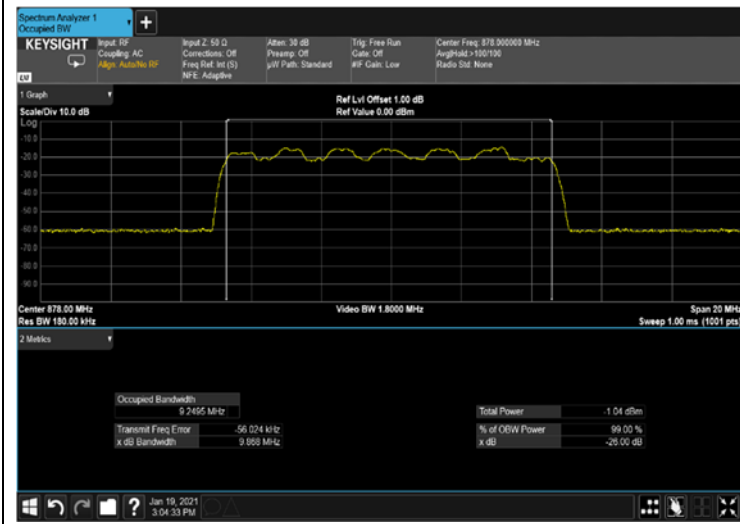 Spectrum Analyzer 1
Occupied BW
+
KEYSIGHT
Input: RF
Coupling: AC
Align: Auto/No RF
Input Z: 50 Ω
Corrections: Off
Freq Ref: Int (S)
NFE: Adaptive
Atten: 30 dB
Preamp: Off
µW Path: Standard
Trig: Free Run
Gate: Off
#IF Gain: Low
Center Freq: 878.000000 MHz
Avg|Hold >100/100
Radio Std: None
LXI
1 Graph
Scale/Div 10.0 dB
Ref Lvl Offset 1.00 dB
Ref Value 0.00 dBm
Log
-10.0
-20.0
-30.0
-40.0
-50.0
-60.0
-70.0
-80.0
-90.0
Center 878.00 MHz
Res BW 180.00 kHz
Video BW 1.8000 MHz
Span 20 MHz
Sweep 1.00 ms (1001 pts)
2 Metrics
Occupied Bandwidth
9.2495 MHz
Transmit Freq Error -56.024 kHz
x dB Bandwidth 9.868 MHz
Total Power -1.04 dBm
% of OBW Power 99.00 %
x dB -26.00 dB
?
Jan 19, 2021
3:04:33 PM